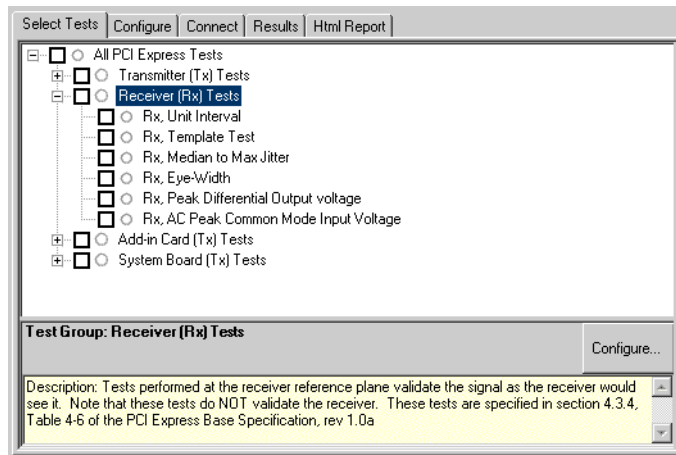 Select Tests Configure Connect Results Html Report
All PCI Express Tests
Transmitter (Tx) Tests
Receiver (Rx) Tests
Rx, Unit Interval
Rx, Template Test
Rx, Median to Max Jitter
Rx, Eye-Width
Rx, Peak Differential Output voltage
Rx, AC Peak Common Mode Input Voltage
Add-in Card (Tx) Tests
System Board (Tx) Tests
Test Group: Receiver (Rx) Tests
Configure...
Description: Tests performed at the receiver reference plane validate the signal as the receiver would
see it. Note that these tests do NOT validate the receiver. These tests are specified in section 4.3.4,
Table 4-6 of the PCI Express Base Specification, rev 1.0a